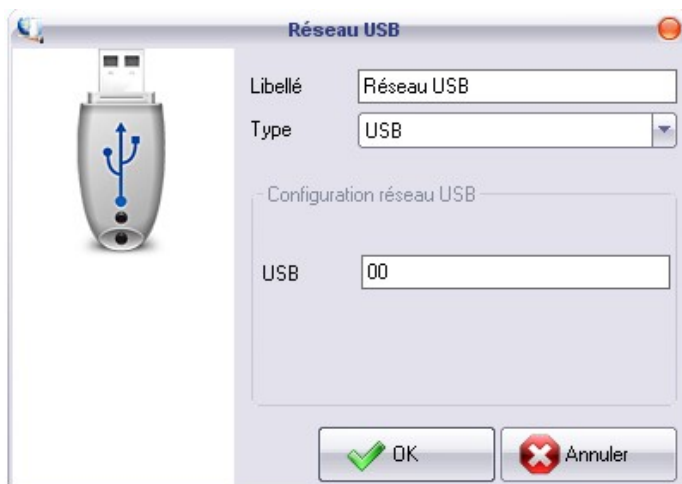 Réseau USB
Libellé Réseau USB
Type USB
Configuration réseau USB
USB 00
OK Annuler